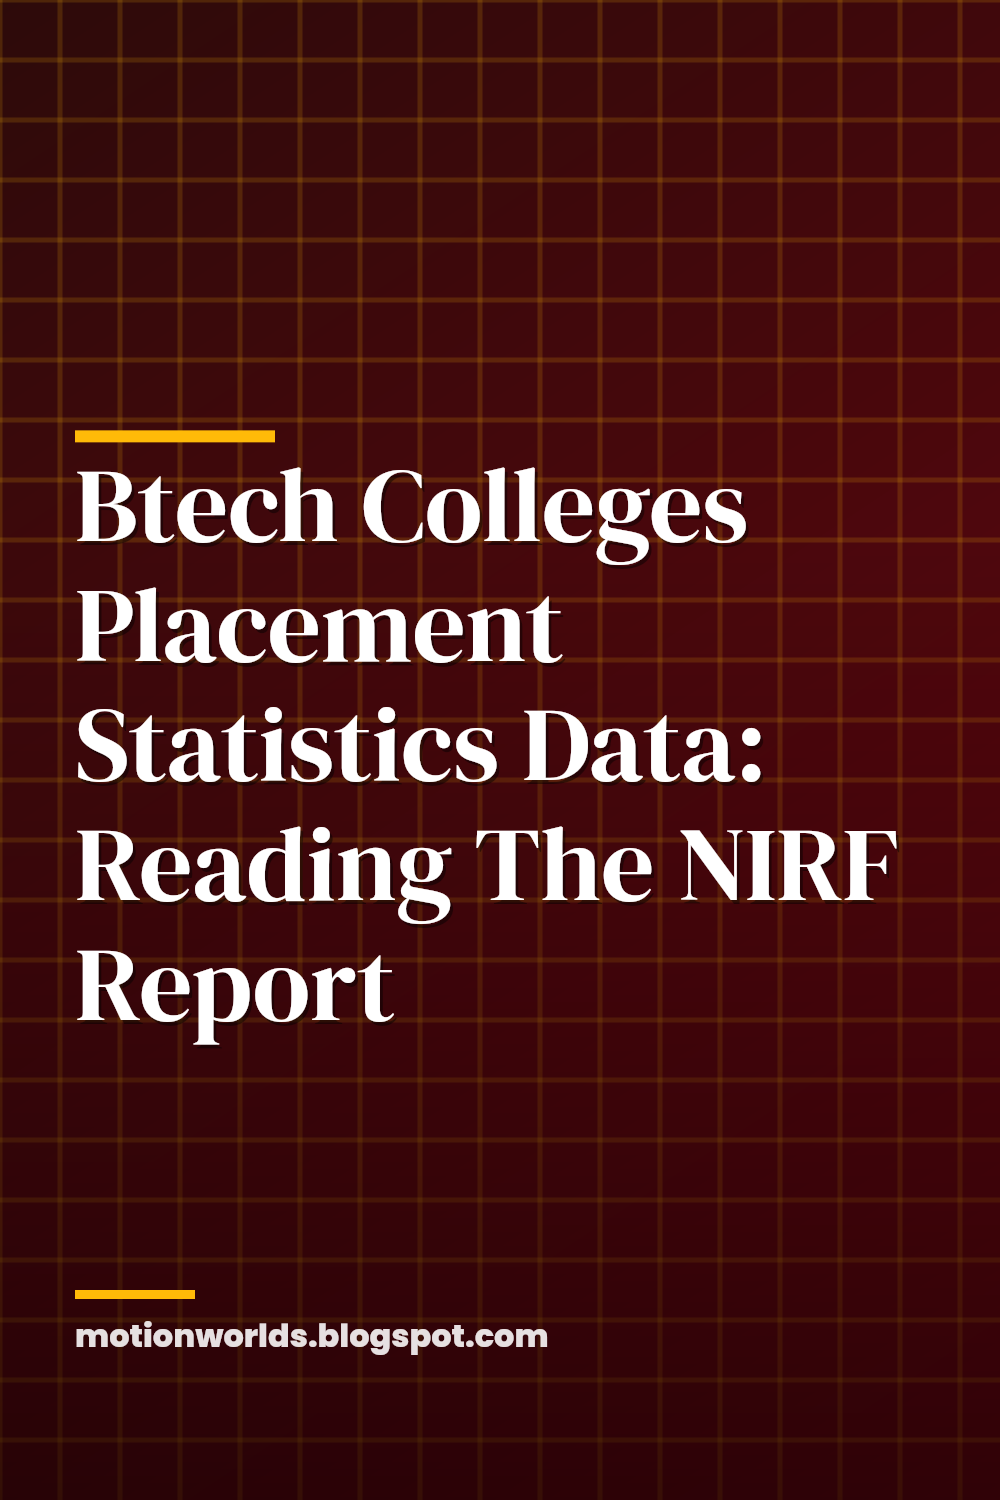 Btech Colleges
Placement
Statistics Data:
Reading The NIRF
Report
motionworlds.blogspot.com